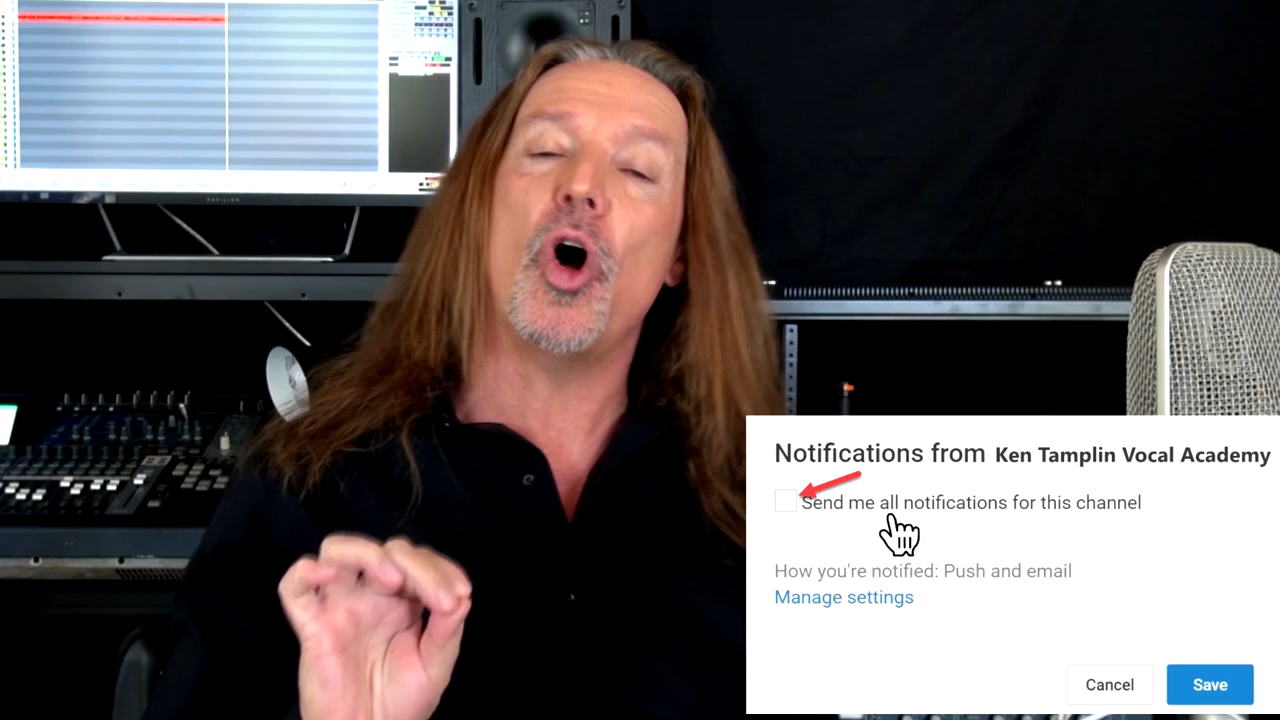 PAVILION
Notifications from Ken Tamplin Vocal Academy
Send me all notifications for this channel
How you're notified: Push and email
Manage settings
Cancel
Save